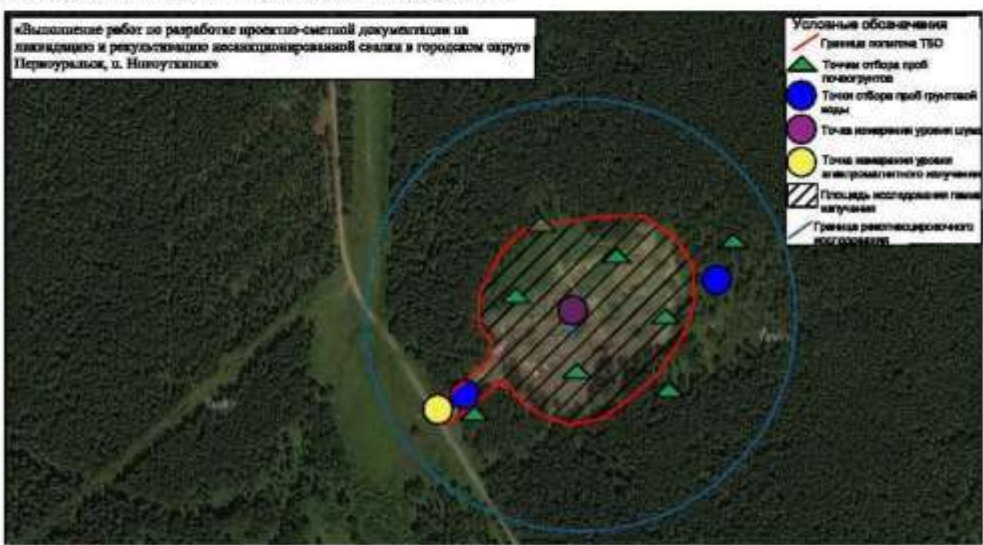 «Выполнение работ по разработке проектно-сметной документации на
ликвидацию и рекультивацию несанкционированной свалки в городском округе
Первоуральск, п. Новоуткинск»
Условные обозначения
Граница полигона ТБО
Точки отбора проб
почвогрунтов
Точки отбора проб грунтовой
воды
Точка измерения уровня шума
Точка измерения уровня
электромагнитного излучения
Площадь исследования гамма
излучения
Граница рекогносцировочного
исследования